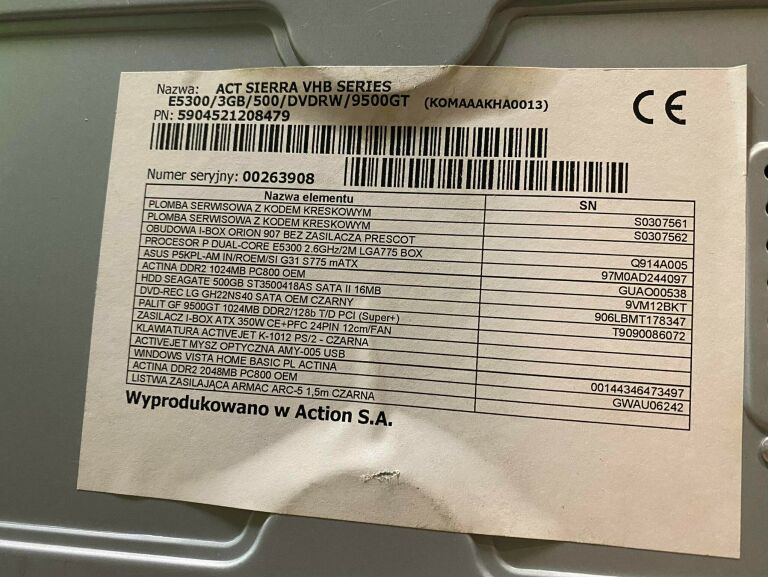 Nazwa: ACT SIERRA VHB SERIES
E5300/3GB/500/DVDRW/9500GT (KOMAAAKHA0013)
PN: 5904521208479
CE
Numer seryjny: 00263908
Nazwa elementu SN
PLOMBA SERWISOWA Z KODEM KRESKOWYM S0307561
PLOMBA SERWISOWA Z KODEM KRESKOWYM S0307562
OBUDOWA I-BOX ORION 907 BEZ ZASILACZA PRESCOT
PROCESOR P DUAL-CORE E5300 2.6GHz/2M LGA775 BOX Q914A005
ASUS P5KPL-AM IN/ROEM/SI G31 S775 mATX 97M0AD244097
ACTINA DDR2 1024MB PC800 OEM GUAO00538
HDD SEAGATE 500GB ST3500418AS SATA II 16MB 9VM12BKT
DVD-REC LG GH22NS40 SATA OEM CZARNY 906LBMT178347
PALIT GF 9500GT 1024MB DDR2/128b T/D PCI (Super+) T9090086072
ZASILACZ I-BOX ATX 350W CE+PFC 24PIN 12cm/FAN
KLAWIATURA ACTIVEJET K-1012 PS/2 - CZARNA
ACTIVEJET MYSZ OPTYCZNA AMY-005 USB
WINDOWS VISTA HOME BASIC PL ACTINA 00144346473497
ACTINA DDR2 2048MB PC800 OEM GWAU06242
LISTWA ZASILAJĄCA ARMAC ARC-5 1,5m CZARNA
Wyprodukowano w Action S.A.